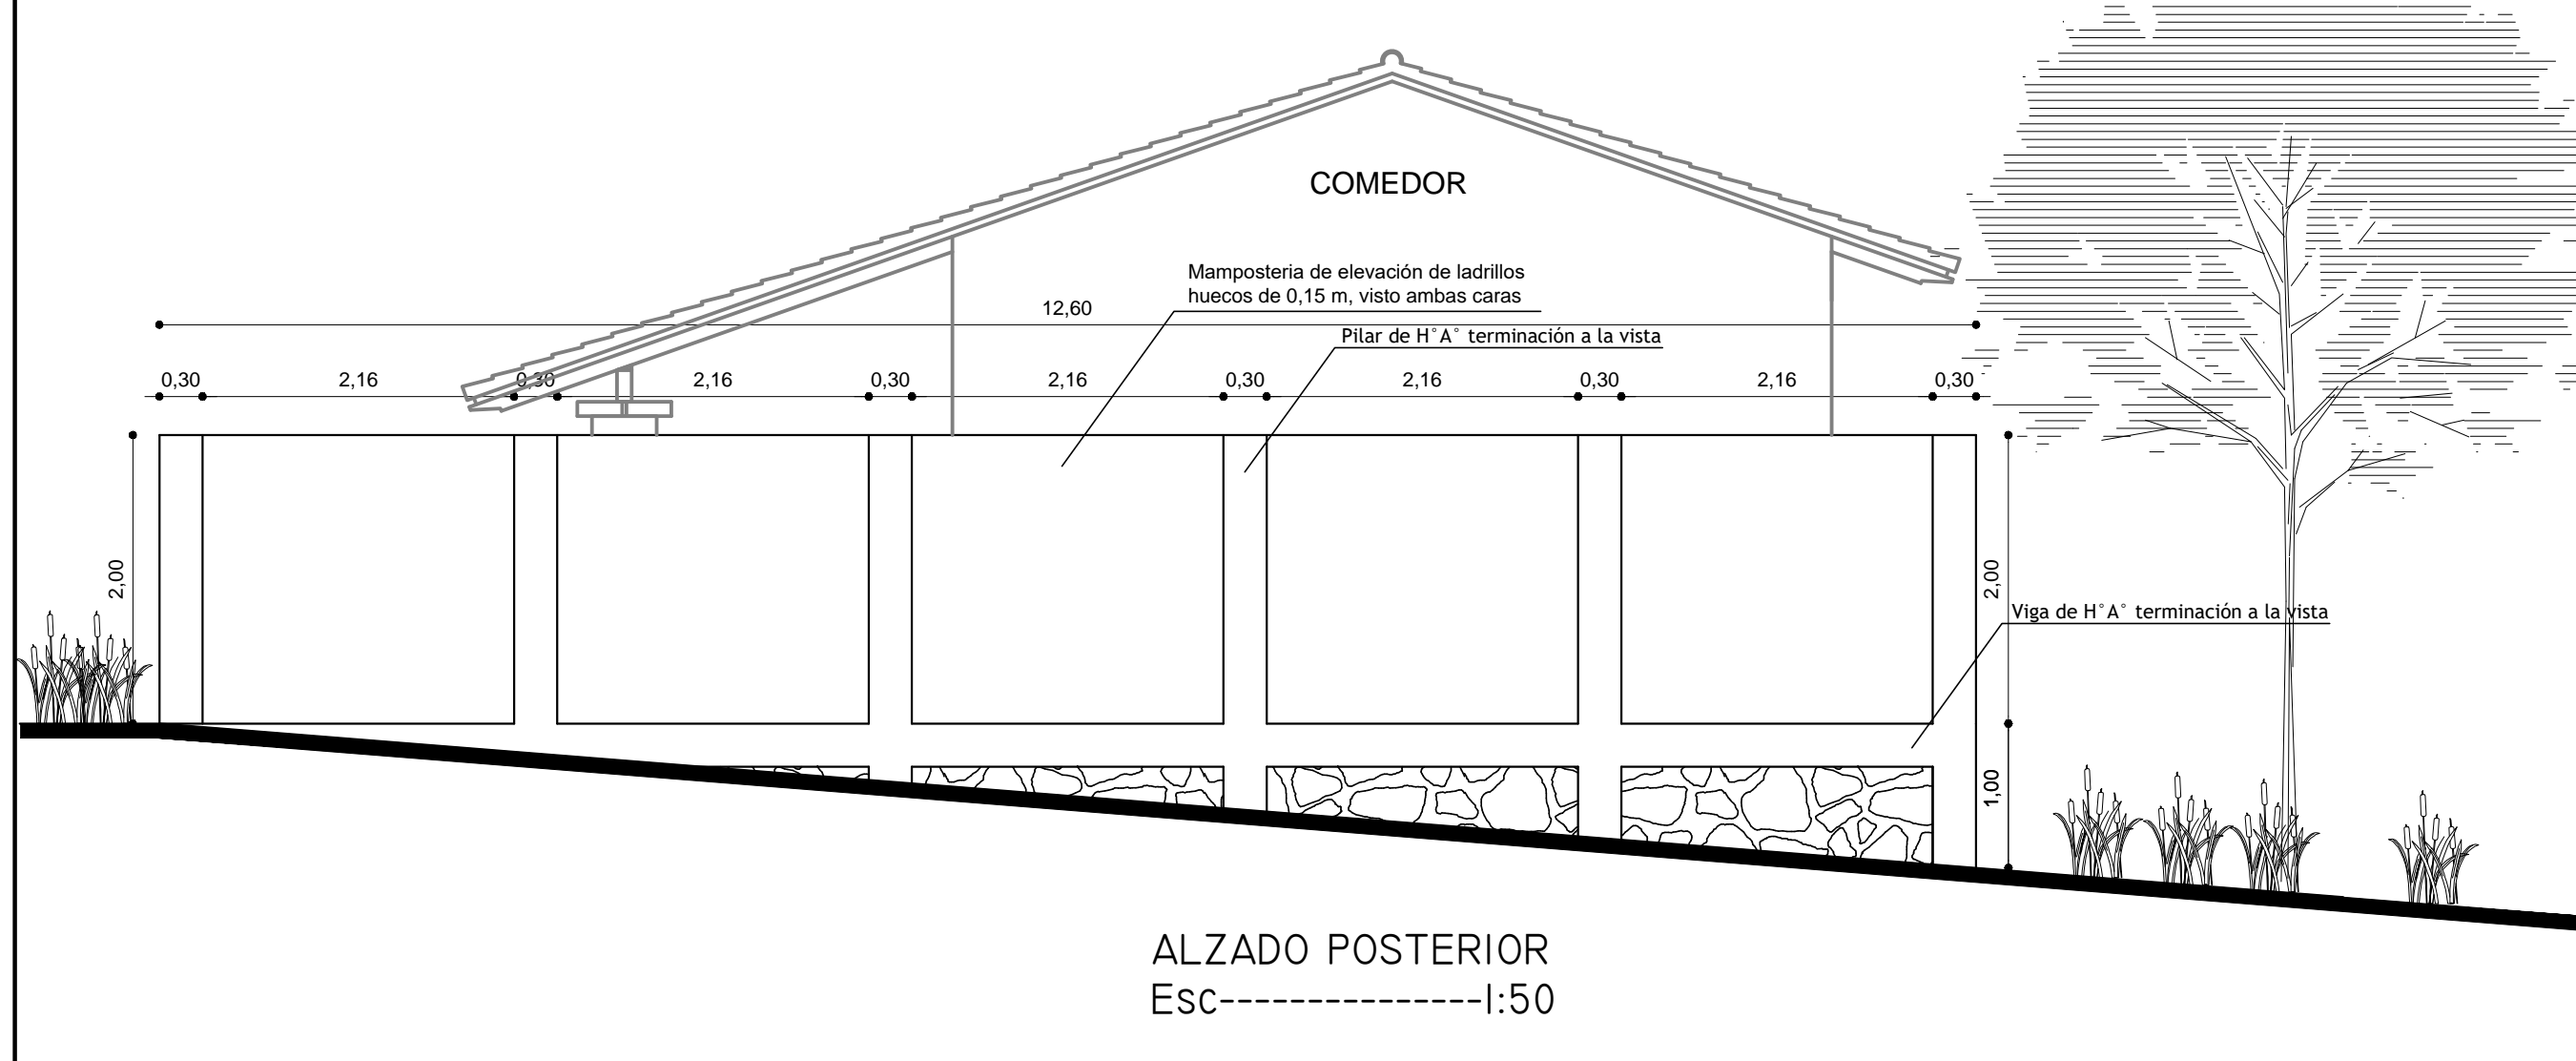 COMEDOR
Mamposteria de elevación de ladrillos
huecos de 0,15 m, visto ambas caras
12,60
Pilar de H°A° terminación a la vista
0,30 2,16 0,30 2,16 0,30 2,16 0,30 2,16 0,30 2,16 0,30
2,00
2,00
Viga de H°A° terminación a la vista
1,00
ALZADO POSTERIOR
Esc---------------1:50